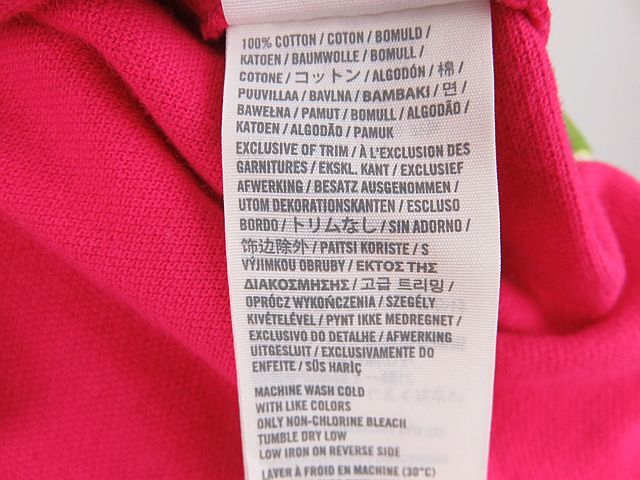 100% COTTON / COTON / BOMULD /
KATOEN / BAUMWOLLE / BOMULL /
COTONE / コットン / ALGODÓN / 棉 /
PUUVILLAA / BAVLNA / ΒΑΜΒΑΚΙ / 면 /
BAWEŁNA / PAMUT / BOMULL / ALGODÃO /
KATOEN / ALGODÃO / PAMUK
EXCLUSIVE OF TRIM / À L'EXCLUSION DES
GARNITURES / EKSKL. KANT / EXCLUSIEF
AFWERKING / BESATZ AUSGENOMMEN /
UTOM DEKORATIONSKANTEN / ESCLUSO
BORDO / トリムなし / SIN ADORNO /
饰边除外 / PAITSI KORISTE / S
VÝJIMKOU OBRUBY / ΕΚΤΟΣ ΤΗΣ
ΔΙΑΚΟΣΜΗΣΗΣ / 고급 트리밍 /
OPRÓCZ WYKOŃCZENIA / SZEGÉLY
KIVÉTELÉVEL / PYNT IKKE MEDREGNET /
EXCLUSIVO DO DETALHE / AFWERKING
UITGESLUIT / EXCLUSIVAMENTE DO
ENFEITE / SÜS HARİÇ
MACHINE WASH COLD
WITH LIKE COLORS
ONLY NON-CHLORINE BLEACH
TUMBLE DRY LOW
LOW IRON ON REVERSE SIDE
LAVER À FROID EN MACHINE (30°C)